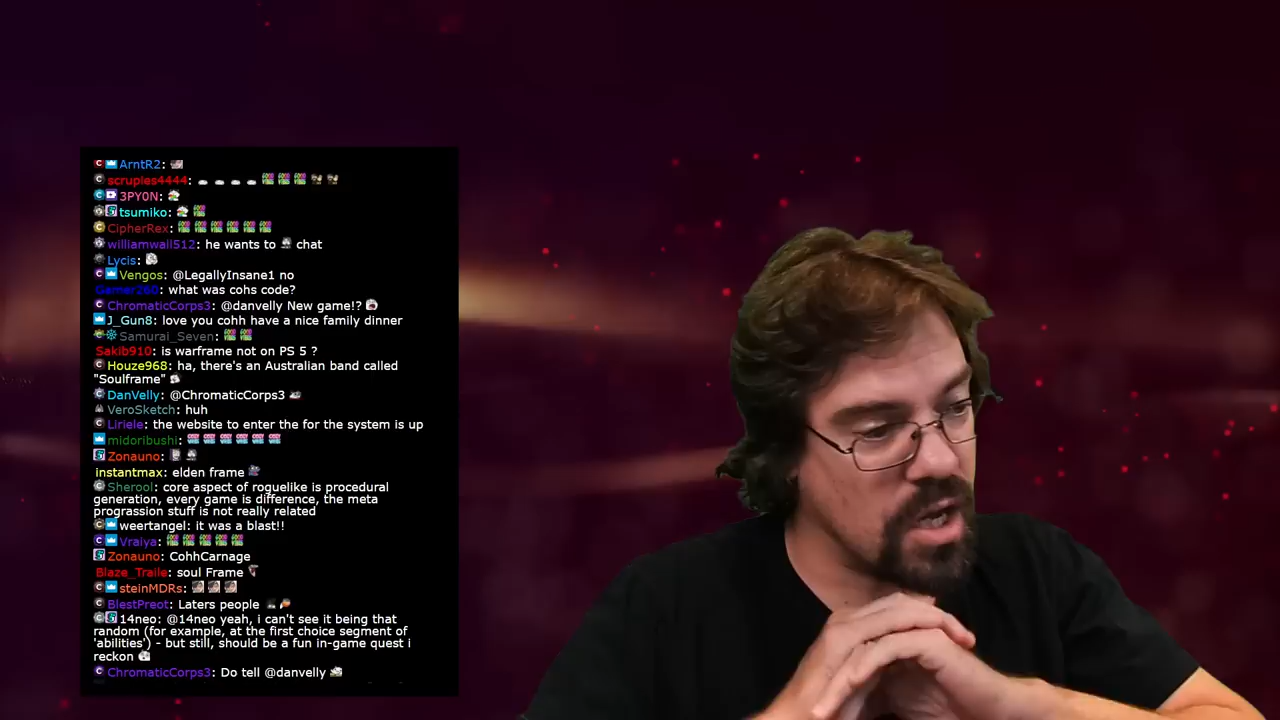 ArntR2:
scruples4444:
3PY0N:
tsumiko:
CipherRex:
williamwall512: he wants to chat
Lycis:
Vengos: @LegallyInsane1 no
Gamer260: what was cohs code?
ChromaticCorps3: @danvelly New game!?
J_Gun8: love you cohh have a nice family dinner
Samurai_Seven:
Sakib910: is warframe not on PS 5 ?
Houze968: ha, there's an Australian band called
"Soulframe"
DanVelly: @ChromaticCorps3
VeroSketch: huh
Liriele: the website to enter the for the system is up
midoribushi:
Zonauno:
instantmax: elden frame
Sherool: core aspect of roguelike is procedural
generation, every game is difference, the meta
prograssion stuff is not really related
weertangel: it was a blast!!
Vraiya:
Zonauno: CohhCarnage
Blaze_Traile: soul Frame
steinMDRs:
BlestPreot: Laters people
14neo: @14neo yeah, i can't see it being that
random (for example, at the first choice segment of
'abilities') - but still, should be a fun in-game quest i
reckon
ChromaticCorps3: Do tell @danvelly